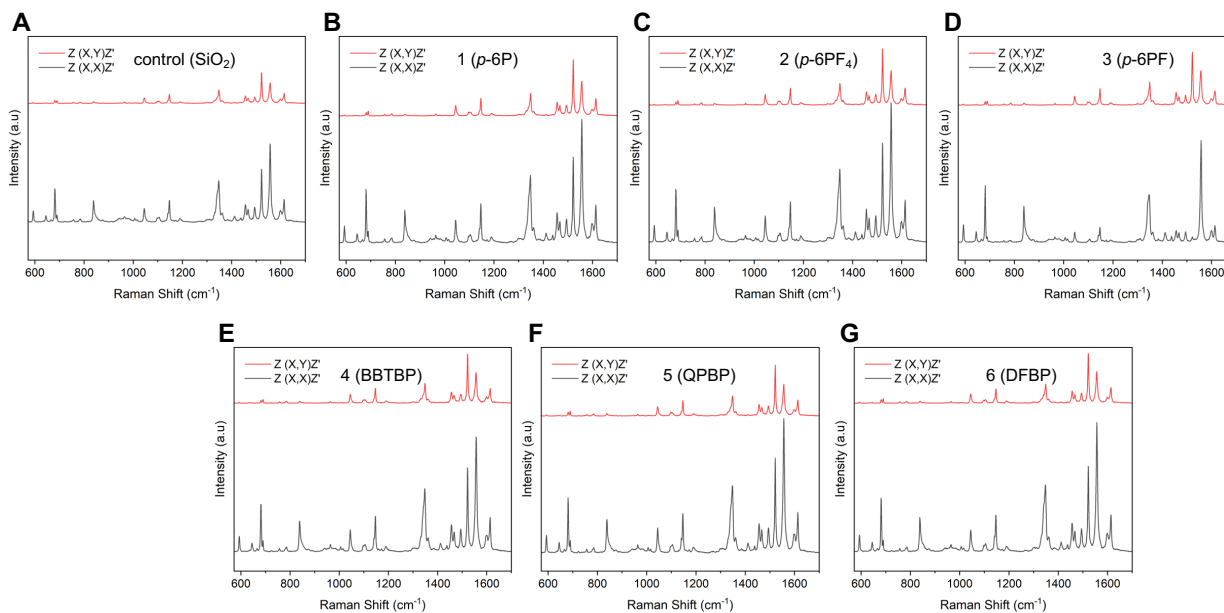 A
Z (X,Y)Z'
Z (X,X)Z'
control (SiO₂)
Intensity (a.u)
600 800 1000 1200 1400 1600
Raman Shift (cm⁻¹)
B
Z (X,Y)Z'
Z (X,X)Z'
1 (p-6P)
Intensity (a.u)
600 800 1000 1200 1400 1600
Raman Shift (cm⁻¹)
C
Z (X,Y)Z'
Z (X,X)Z'
2 (p-6PF₄)
Intensity (a.u)
600 800 1000 1200 1400 1600
Raman Shift (cm⁻¹)
D
Z (X,Y)Z'
Z (X,X)Z'
3 (p-6PF)
Intensity (a.u)
600 800 1000 1200 1400 1600
Raman Shift (cm⁻¹)
E
Z (X,Y)Z'
Z (X,X)Z'
4 (BBTBP)
Intensity (a.u)
600 800 1000 1200 1400 1600
Raman Shift (cm⁻¹)
F
Z (X,Y)Z'
Z (X,X)Z'
5 (QPBP)
Intensity (a.u)
600 800 1000 1200 1400 1600
Raman Shift (cm⁻¹)
G
Z (X,Y)Z'
Z (X,X)Z'
6 (DFBP)
Intensity (a.u)
600 800 1000 1200 1400 1600
Raman Shift (cm⁻¹)